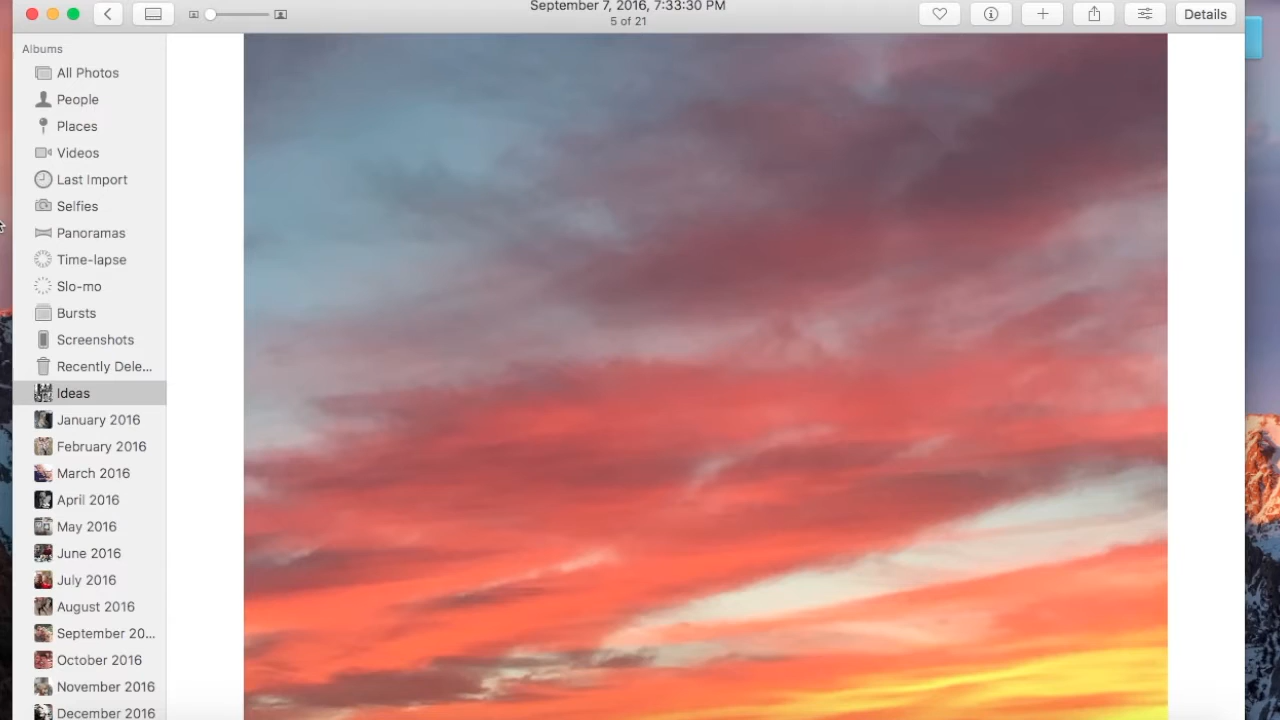 September 7, 2016, 7:33:30 PM
5 of 21
Details
Albums
All Photos
People
Places
Videos
Last Import
Selfies
Panoramas
Time-lapse
Slo-mo
Bursts
Screenshots
Recently Dele...
Ideas
January 2016
February 2016
March 2016
April 2016
May 2016
June 2016
July 2016
August 2016
September 20...
October 2016
November 2016
December 2016